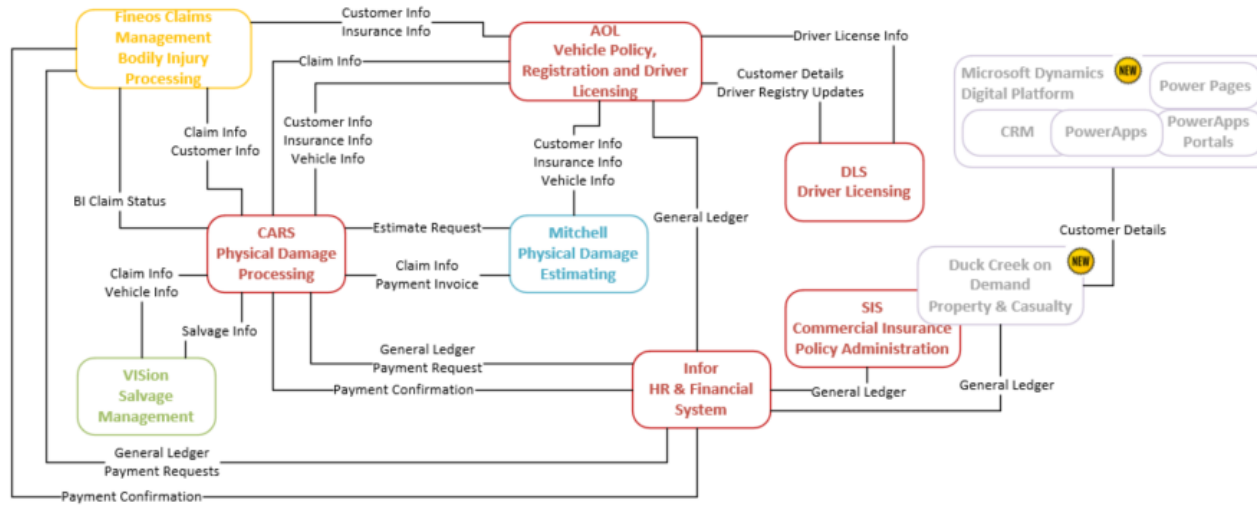 Fineos Claims
Management
Bodily Injury
Processing
Customer Info
Insurance Info
AOL
Vehicle Policy,
Registration and Driver
Licensing
Driver License Info
Claim Info
Customer Details
Driver Registry Updates
Microsoft Dynamics
Digital Platform
NEW
Power Pages
CRM
PowerApps
PowerApps
Portals
Claim Info
Customer Info
Customer Info
Insurance Info
Vehicle Info
Customer Info
Insurance Info
Vehicle Info
DLS
Driver Licensing
BI Claim Status
General Ledger
CARS
Physical Damage
Processing
Estimate Request
Claim Info
Payment Invoice
Mitchell
Physical Damage
Estimating
Customer Details
Duck Creek on
Demand
Property & Casualty
NEW
Claim Info
Vehicle Info
Salvage Info
SIS
Commercial Insurance
Policy Administration
VISion
Salvage
Management
General Ledger
Payment Request
Payment Confirmation
Infor
HR & Financial
System
General Ledger
General Ledger
General Ledger
Payment Requests
Payment Confirmation